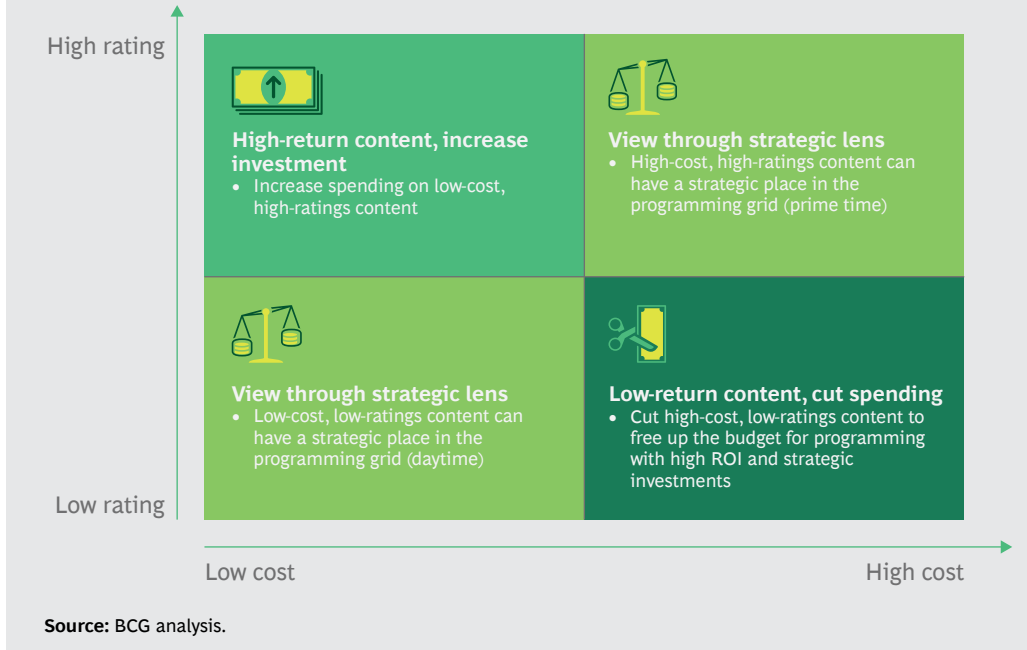 High rating
High-return content, increase
investment
• Increase spending on low-cost,
high-ratings content
View through strategic lens
• High-cost, high-ratings content can
have a strategic place in the
programming grid (prime time)
View through strategic lens
• Low-cost, low-ratings content can
have a strategic place in the
programming grid (daytime)
Low-return content, cut spending
• Cut high-cost, low-ratings content to
free up the budget for programming
with high ROI and strategic
investments
Low rating
Low cost
High cost
Source: BCG analysis.